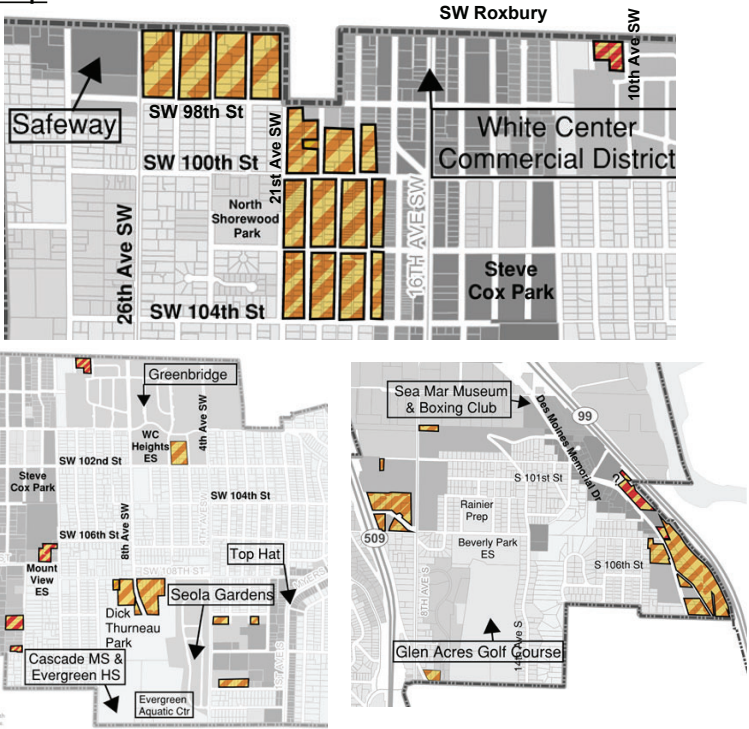 SW Roxbury
10th Ave SW
Safeway
SW 98th St
White Center
Commercial District
21st Ave SW
SW 100th St
North
Shorewood
Park
16TH AVE SW
26th Ave SW
Steve
Cox Park
SW 104th St
Greenbridge
4th Ave SW
WC
Heights
ES
SW 102nd St
Steve
Cox Park
SW 104th St
8th Ave SW
SW 106th St
SW 108TH ST
Top Hat
Mount
View
ES
Seola Gardens
Dick
Thurneau
Park
Cascade MS &
Evergreen HS
1ST AVE S
Evergreen
Aquatic Ctr
Sea Mar Museum
& Boxing Club
Des Moines Memorial Dr
99
S 101st St
Rainier
Prep
509
Beverly Park
ES
S 106th St
8TH AVE S
14th Ave S
Glen Acres Golf Course